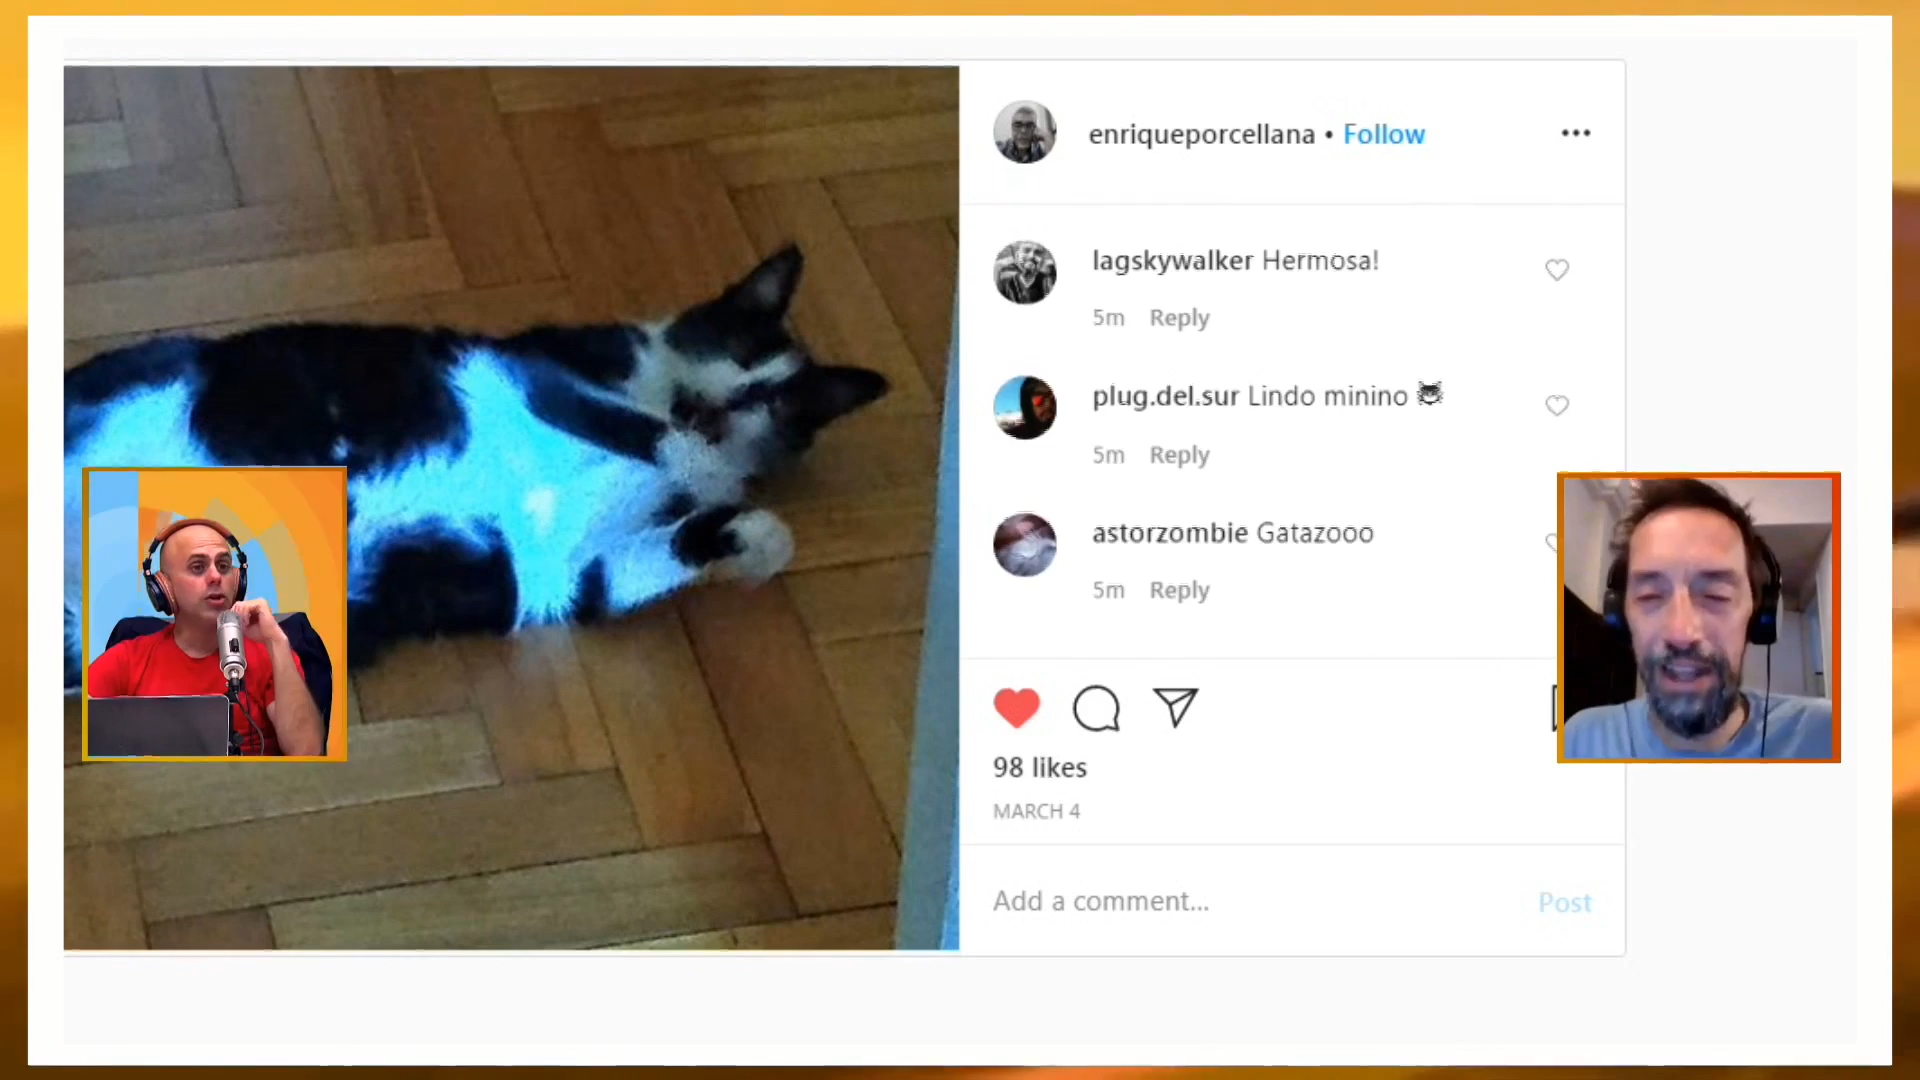 enriqueporcellana • Follow
lagskywalker Hermosa!
5m Reply
plug.del.sur Lindo minino 🐱
5m Reply
astorzombie Gatazooo
5m Reply
98 likes
MARCH 4
Add a comment... Post